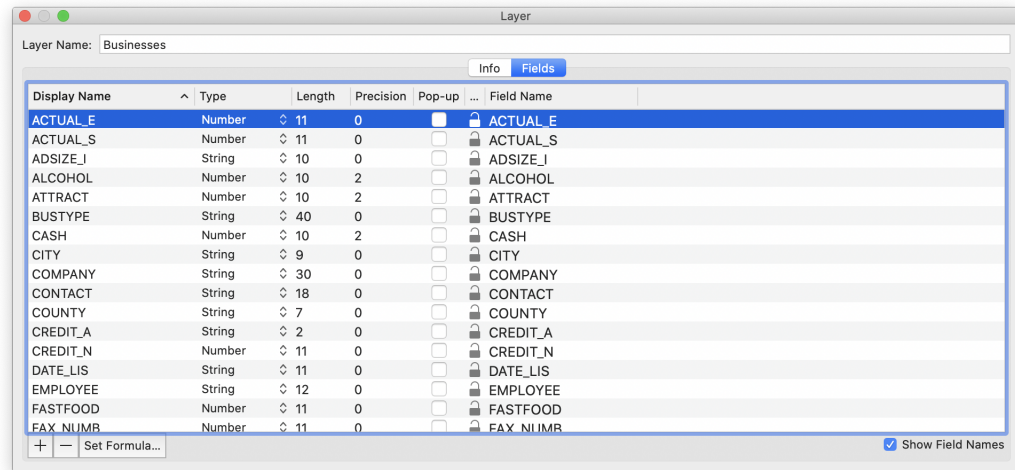 Layer
Layer Name: Businesses
Info Fields
Display Name Type Length Precision Pop-up ... Field Name
ACTUAL_E Number 11 0 ACTUAL_E
ACTUAL_S Number 11 0 ACTUAL_S
ADSIZE_I String 10 0 ADSIZE_I
ALCOHOL Number 10 2 ALCOHOL
ATTRACT Number 10 2 ATTRACT
BUSTYPE String 40 0 BUSTYPE
CASH Number 10 2 CASH
CITY String 9 0 CITY
COMPANY String 30 0 COMPANY
CONTACT String 18 0 CONTACT
COUNTY String 7 0 COUNTY
CREDIT_A String 2 0 CREDIT_A
CREDIT_N Number 11 0 CREDIT_N
DATE_LIS String 11 0 DATE_LIS
EMPLOYEE String 12 0 EMPLOYEE
FASTFOOD Number 11 0 FASTFOOD
FAX_NUMB Number 11 0 FAX_NUMB
+ − Set Formula... Show Field Names